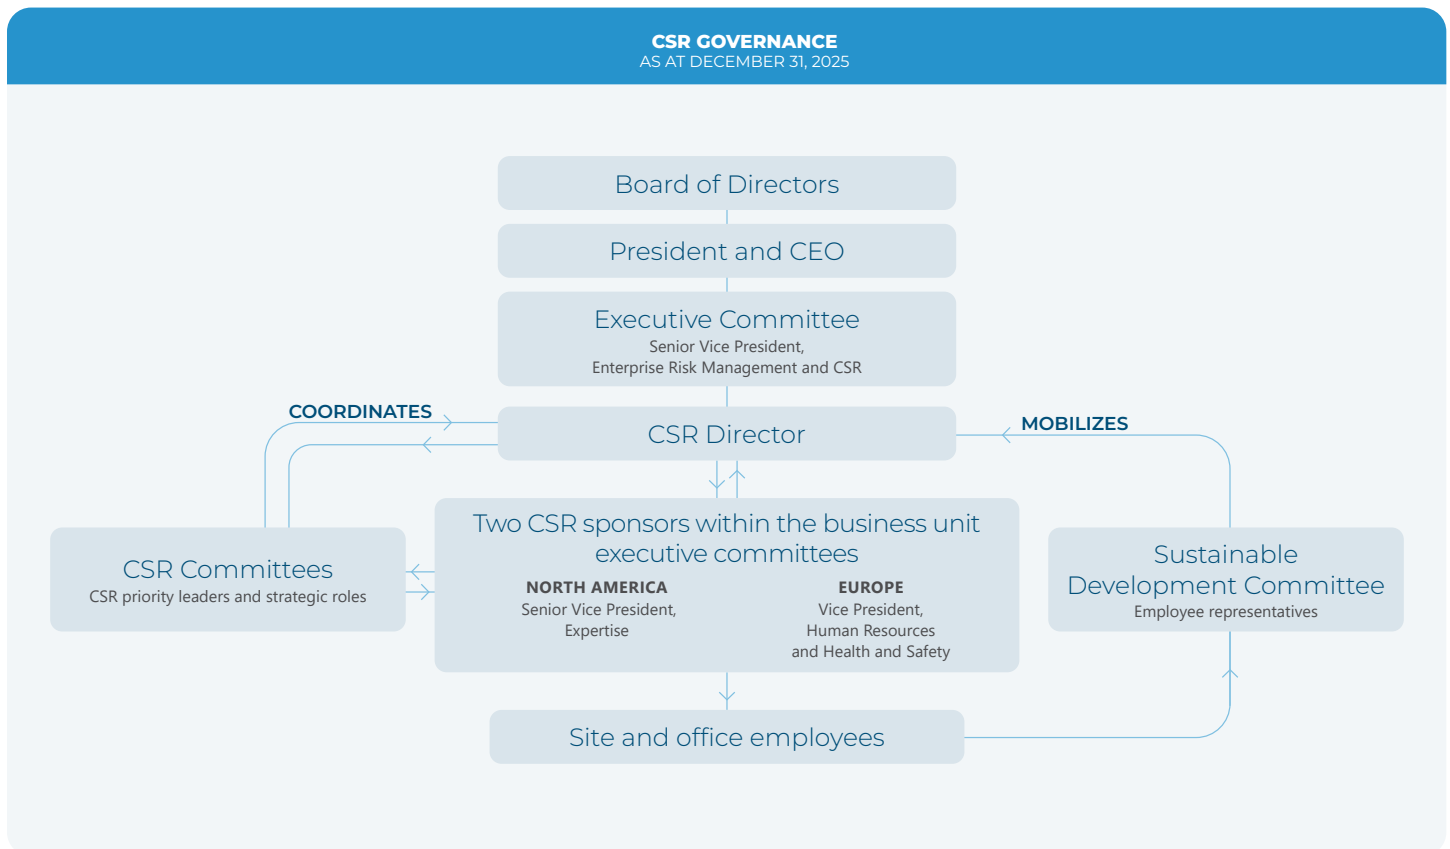 CSR GOVERNANCE
AS AT DECEMBER 31, 2025
Board of Directors
President and CEO
Executive Committee
Senior Vice President,
Enterprise Risk Management and CSR
COORDINATES
MOBILIZES
CSR Director
CSR Committees
CSR priority leaders and strategic roles
Two CSR sponsors within the business unit
executive committees
NORTH AMERICA
Senior Vice President,
Expertise
EUROPE
Vice President,
Human Resources
and Health and Safety
Sustainable
Development Committee
Employee representatives
Site and office employees